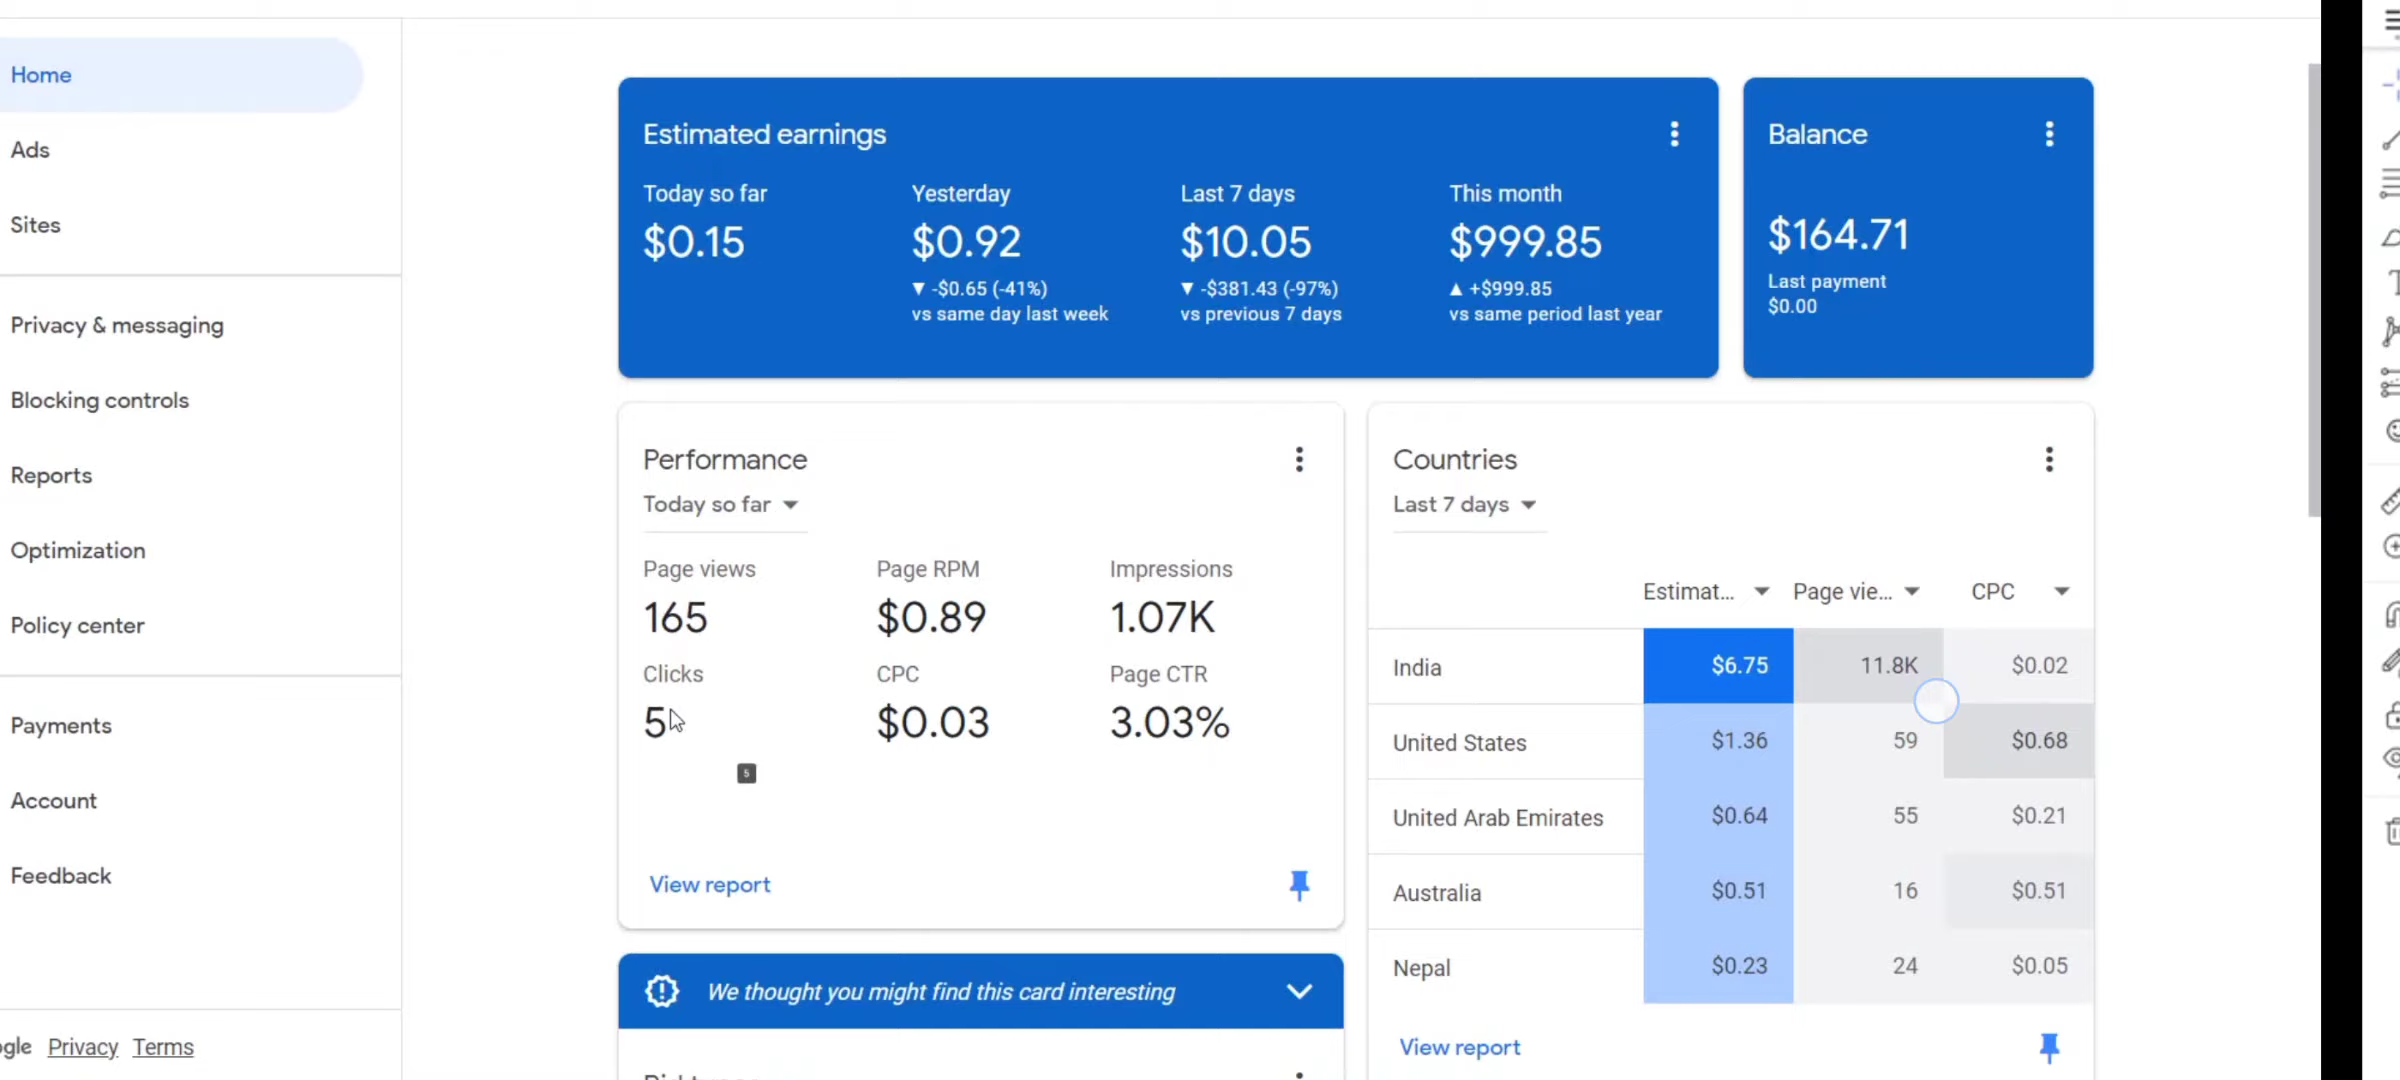 Home
Ads
Sites
Privacy & messaging
Blocking controls
Reports
Optimization
Policy center
Payments
Account
Feedback
Privacy Terms
Estimated earnings
Today so far
$0.15
Yesterday
$0.92
▼ -$0.65 (-41%)
vs same day last week
Last 7 days
$10.05
▼ -$381.43 (-97%)
vs previous 7 days
This month
$999.85
▲ +$999.85
vs same period last year
Balance
$164.71
Last payment
$0.00
Performance
Today so far
Page views
165
Page RPM
$0.89
Impressions
1.07K
Clicks
5
CPC
$0.03
Page CTR
3.03%
5
View report
We thought you might find this card interesting
Countries
Last 7 days
Estimat... Page vie... CPC
India $6.75 11.8K $0.02
United States $1.36 59 $0.68
United Arab Emirates $0.64 55 $0.21
Australia $0.51 16 $0.51
Nepal $0.23 24 $0.05
View report